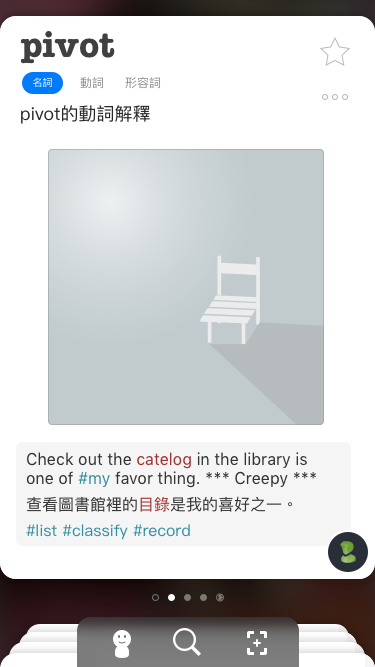 pivot
名詞 動詞 形容詞
pivot的動詞解釋
Check out the catelog in the library is
one of #my favor thing. *** Creepy ***
查看圖書館裡的目錄是我的喜好之一。
#list #classify #record